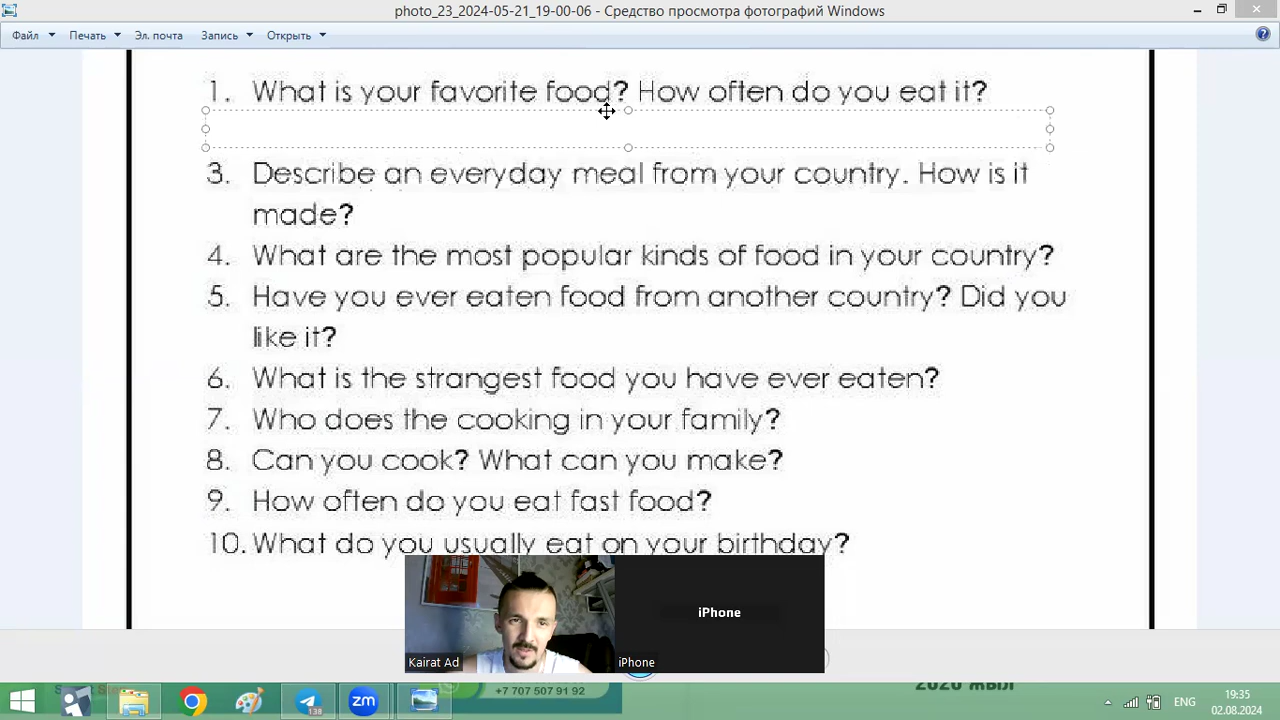 photo_23_2024-05-21_19-00-06 - Средство просмотра фотографий Windows
Файл Печать Эл. почта Запись Открыть
1. What is your favorite food? How often do you eat it?
3. Describe an everyday meal from your country. How is it
made?
4. What are the most popular kinds of food in your country?
5. Have you ever eaten food from another country? Did you
like it?
6. What is the strangest food you have ever eaten?
7. Who does the cooking in your family?
8. Can you cook? What can you make?
9. How often do you eat fast food?
10. What do you usually eat on your birthday?
iPhone
Kairat Ad iPhone
138 zm +7 707 507 91 92 ENG 19:35
02.08.2024